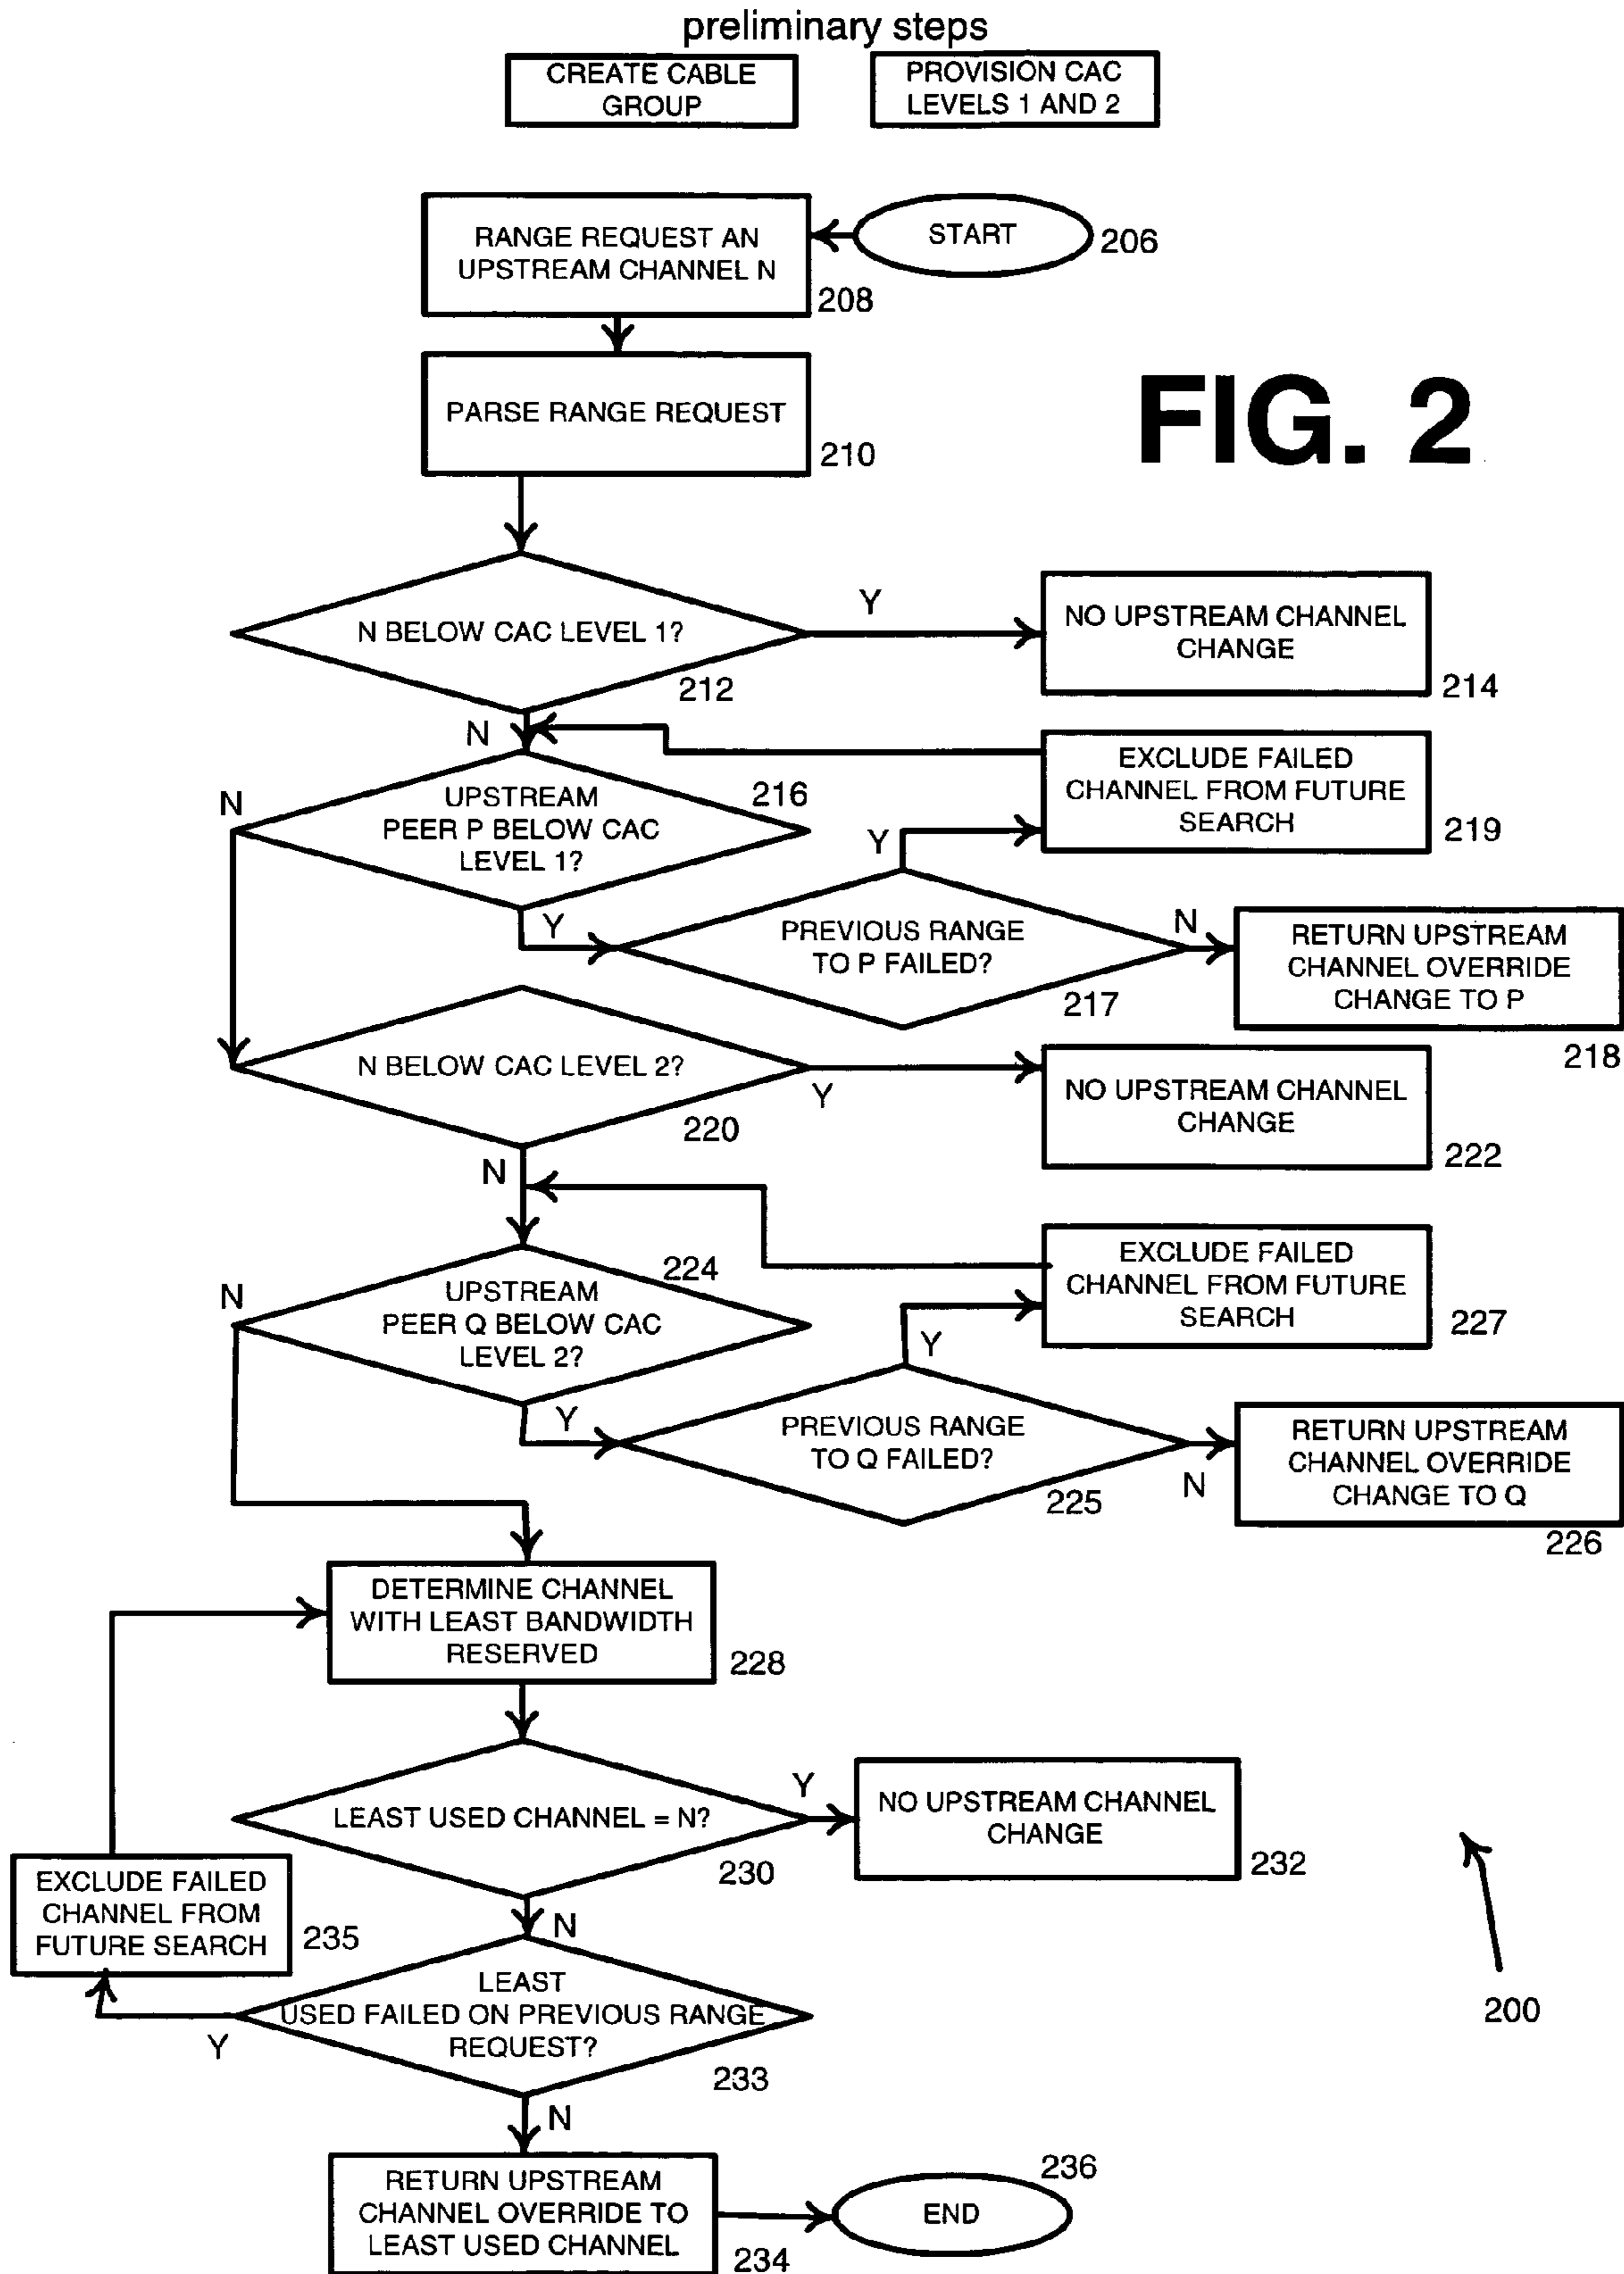 preliminary steps
CREATE CABLE
GROUP
PROVISION CAC
LEVELS 1 AND 2
START
206
RANGE REQUEST AN
UPSTREAM CHANNEL N
208
PARSE RANGE REQUEST
210
FIG. 2
N BELOW CAC LEVEL 1?
212
Y
NO UPSTREAM CHANNEL
CHANGE
214
N
UPSTREAM
PEER P BELOW CAC
LEVEL 1?
216
N
Y
EXCLUDE FAILED
CHANNEL FROM FUTURE
SEARCH
219
Y
PREVIOUS RANGE
TO P FAILED?
217
N
RETURN UPSTREAM
CHANNEL OVERRIDE
CHANGE TO P
218
N BELOW CAC LEVEL 2?
220
Y
NO UPSTREAM CHANNEL
CHANGE
222
N
224
UPSTREAM
PEER Q BELOW CAC
LEVEL 2?
N
Y
EXCLUDE FAILED
CHANNEL FROM FUTURE
SEARCH
227
Y
PREVIOUS RANGE
TO Q FAILED?
225
N
RETURN UPSTREAM
CHANNEL OVERRIDE
CHANGE TO Q
226
DETERMINE CHANNEL
WITH LEAST BANDWIDTH
RESERVED
228
LEAST USED CHANNEL = N?
230
Y
NO UPSTREAM CHANNEL
CHANGE
232
N
EXCLUDE FAILED
CHANNEL FROM
FUTURE SEARCH
235
LEAST
USED FAILED ON PREVIOUS RANGE
REQUEST?
233
Y
N
200
RETURN UPSTREAM
CHANNEL OVERRIDE TO
LEAST USED CHANNEL
234
236
END